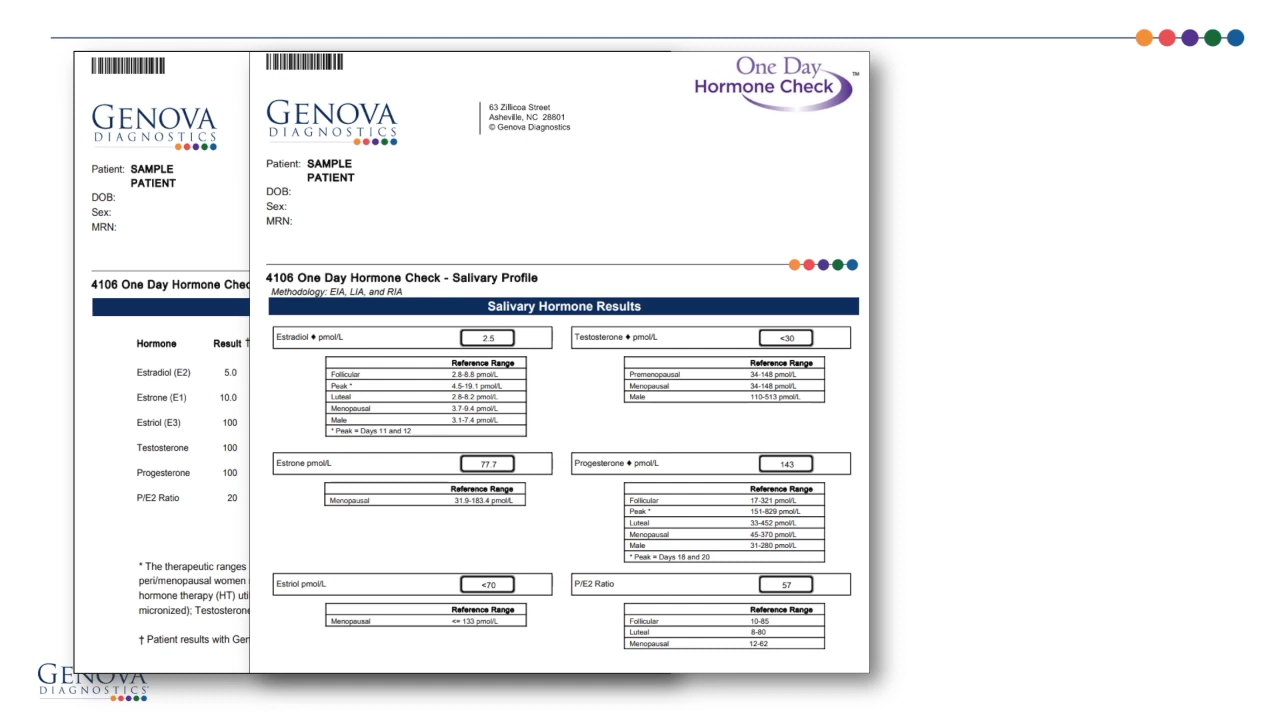 GENOVA
DIAGNOSTICS
Patient: SAMPLE
PATIENT
DOB:
Sex:
MRN:
4106 One Day Hormone Chec
Hormone Result †
Estradiol (E2) 5.0
Estrone (E1) 10.0
Estriol (E3) 100
Testosterone 100
Progesterone 100
P/E2 Ratio 20
* The therapeutic ranges
peri/menopausal women
hormone therapy (HT) uti
micronized); Testosterone
† Patient results with Gen
GENOVA
DIAGNOSTICS
63 Zillicoa Street
Asheville, NC 28801
© Genova Diagnostics
One Day
Hormone Check™
Patient: SAMPLE
PATIENT
DOB:
Sex:
MRN:
4106 One Day Hormone Check - Salivary Profile
Methodology: EIA, LIA, and RIA
Salivary Hormone Results
Estradiol ♦ pmol/L 2.5
Reference Range
Follicular 2.8-8.8 pmol/L
Peak * 4.5-19.1 pmol/L
Luteal 2.8-8.2 pmol/L
Menopausal 3.7-9.4 pmol/L
Male 3.1-7.4 pmol/L
* Peak = Days 11 and 12
Testosterone ♦ pmol/L <30
Reference Range
Premenopausal 34-148 pmol/L
Menopausal 34-148 pmol/L
Male 110-513 pmol/L
Estrone pmol/L 77.7
Reference Range
Menopausal 31.9-183.4 pmol/L
Progesterone ♦ pmol/L 143
Reference Range
Follicular 17-321 pmol/L
Peak * 151-829 pmol/L
Luteal 33-452 pmol/L
Menopausal 45-370 pmol/L
Male 31-280 pmol/L
* Peak = Days 18 and 20
Estriol pmol/L <70
Reference Range
Menopausal <= 133 pmol/L
P/E2 Ratio 57
Reference Range
Follicular 10-85
Luteal 8-80
Menopausal 12-62
GENOVA
DIAGNOSTICS